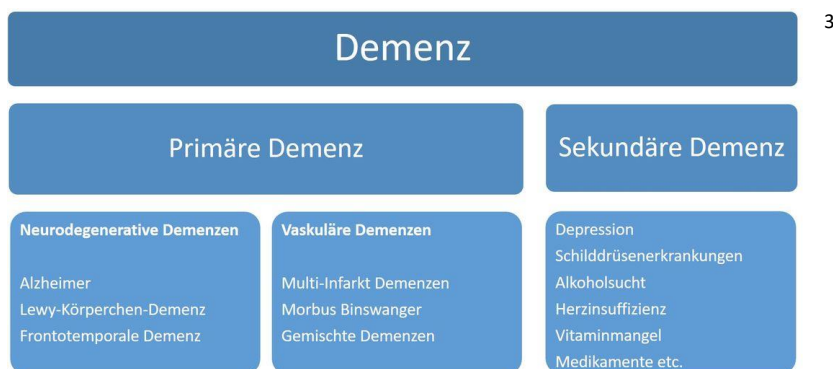 3
Demenz
Primäre Demenz
Sekundäre Demenz
Neurodegenerative Demenzen
Alzheimer
Lewy-Körperchen-Demenz
Frontotemporale Demenz
Vaskuläre Demenzen
Multi-Infarkt Demenzen
Morbus Binswanger
Gemischte Demenzen
Depression
Schilddrüsenerkrankungen
Alkoholsucht
Herzinsuffizienz
Vitaminmangel
Medikamente etc.